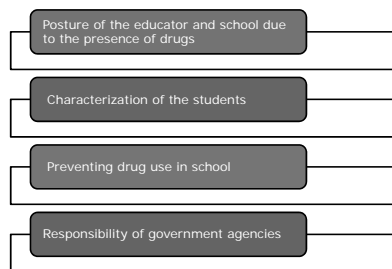 Posture of the educator and school due
to the presence of drugs
Characterization of the students
Preventing drug use in school
Responsibility of government agencies